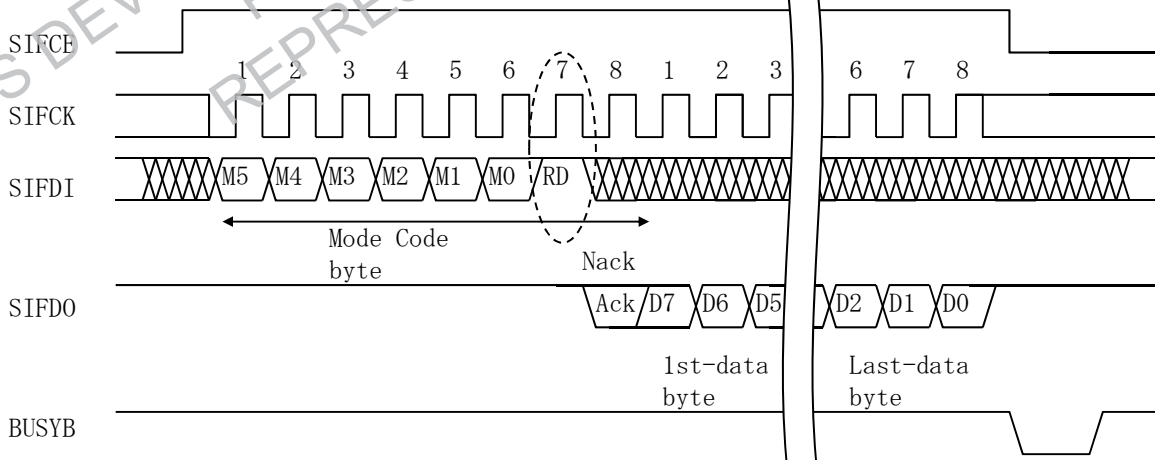 S DEV
REPRES
SIFCE
1 2 3 4 5 6 7 8 1 2 3 6 7 8
SIFCK
SIFDI M5 M4 M3 M2 M1 M0 RD
Mode Code
byte
Nack
SIFDO Ack D7 D6 D5 D2 D1 D0
1st-data Last-data
byte byte
BUSYB